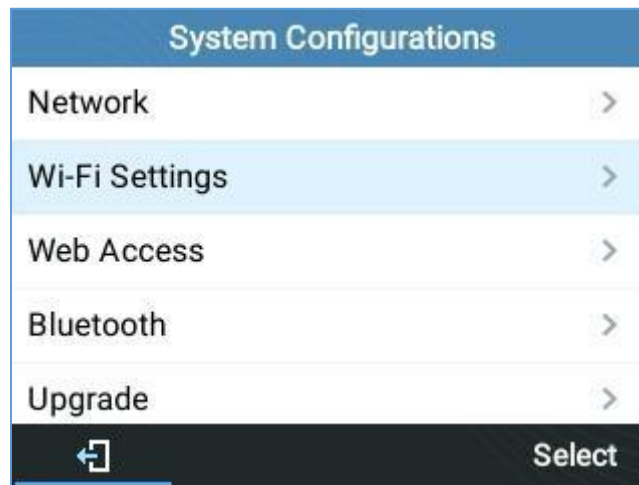 System Configurations
Network
Wi-Fi Settings
Web Access
Bluetooth
Upgrade
Select